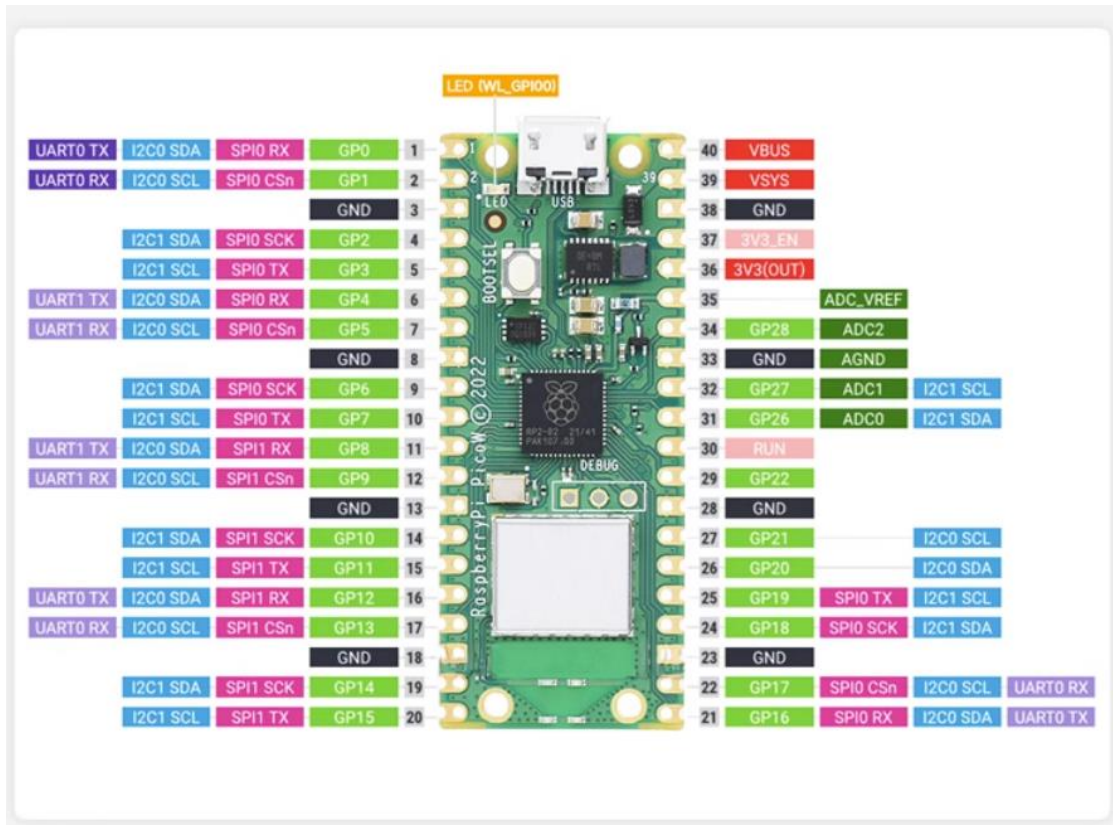 LED (WL_GPIO0)
UART0 TX I2C0 SDA SPI0 RX GP0 1 1 40 VBUS
UART0 RX I2C0 SCL SPI0 CSn GP1 2 2 39 39 VSYS
GND 3 LED USB 38 GND
I2C1 SDA SPI0 SCK GP2 4 37 3V3_EN
I2C1 SCL SPI0 TX GP3 5 BOOTSEL 36 3V3(OUT)
UART1 TX I2C0 SDA SPI0 RX GP4 6 35 ADC_VREF
UART1 RX I2C0 SCL SPI0 CSn GP5 7 34 GP28 ADC2
GND 8 33 GND AGND
I2C1 SDA SPI0 SCK GP6 9 32 GP27 ADC1 I2C1 SCL
I2C1 SCL SPI0 TX GP7 10 31 GP26 ADC0 I2C1 SDA
RP2-B2 21/41
UART1 TX I2C0 SDA SPI1 RX GP8 11 30 RUN
DEBUG
UART1 RX I2C0 SCL SPI1 CSn GP9 12 29 GP22
GND 13 28 GND
I2C1 SDA SPI1 SCK GP10 14 27 GP21 I2C0 SCL
I2C1 SCL SPI1 TX GP11 15 26 GP20 I2C0 SDA
UART0 TX I2C0 SDA SPI1 RX GP12 16 25 GP19 SPI0 TX I2C1 SCL
UART0 RX I2C0 SCL SPI1 CSn GP13 17 24 GP18 SPI0 SCK I2C1 SDA
GND 18 23 GND
I2C1 SDA SPI1 SCK GP14 19 22 GP17 SPI0 CSn I2C0 SCL UART0 RX
I2C1 SCL SPI1 TX GP15 20 21 GP16 SPI0 RX I2C0 SDA UART0 TX
RaspberryPi PicoW © 2022